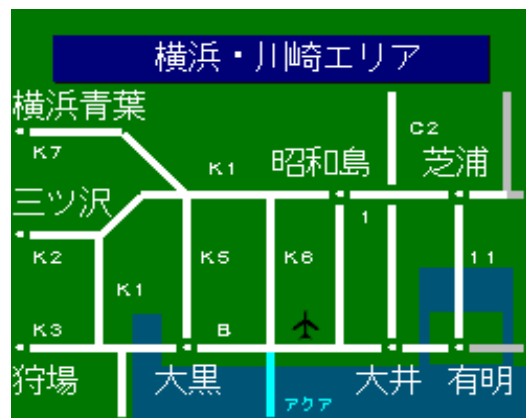 横浜・川崎エリア
横浜青葉
C2
K7
K1
昭和島
芝浦
三ツ沢
1
K2
K5
K6
11
K1
K3
B
狩場
大黒
大井
有明
アクア